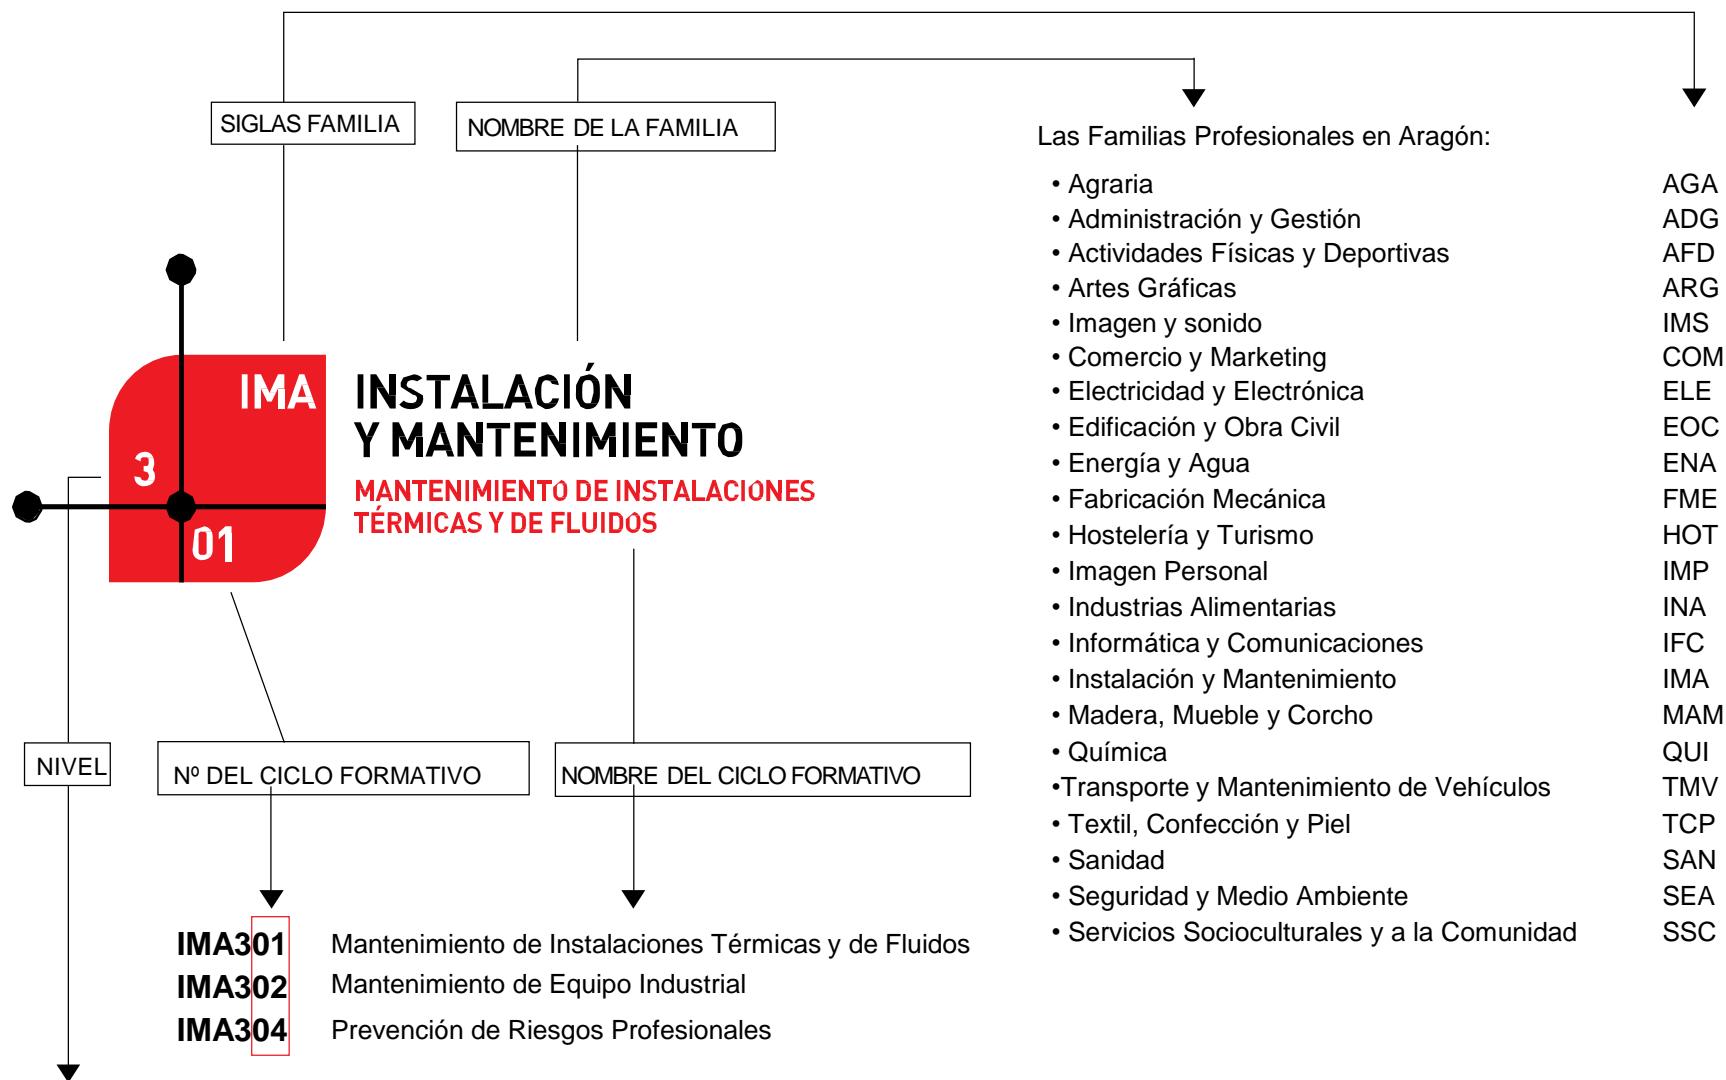 SIGLAS FAMILIA
NOMBRE DE LA FAMILIA
IMA
3
01
INSTALACIÓN
Y MANTENIMIENTO
MANTENIMIENTO DE INSTALACIONES
TÉRMICAS Y DE FLUIDOS
NIVEL
Nº DEL CICLO FORMATIVO
NOMBRE DEL CICLO FORMATIVO
IMA301 Mantenimiento de Instalaciones Térmicas y de Fluidos
IMA302 Mantenimiento de Equipo Industrial
IMA304 Prevención de Riesgos Profesionales
Las Familias Profesionales en Aragón:
• Agraria AGA
• Administración y Gestión ADG
• Actividades Físicas y Deportivas AFD
• Artes Gráficas ARG
• Imagen y sonido IMS
• Comercio y Marketing COM
• Electricidad y Electrónica ELE
• Edificación y Obra Civil EOC
• Energía y Agua ENA
• Fabricación Mecánica FME
• Hostelería y Turismo HOT
• Imagen Personal IMP
• Industrias Alimentarias INA
• Informática y Comunicaciones IFC
• Instalación y Mantenimiento IMA
• Madera, Mueble y Corcho MAM
• Química QUI
•Transporte y Mantenimiento de Vehículos TMV
• Textil, Confección y Piel TCP
• Sanidad SAN
• Seguridad y Medio Ambiente SEA
• Servicios Socioculturales y a la Comunidad SSC